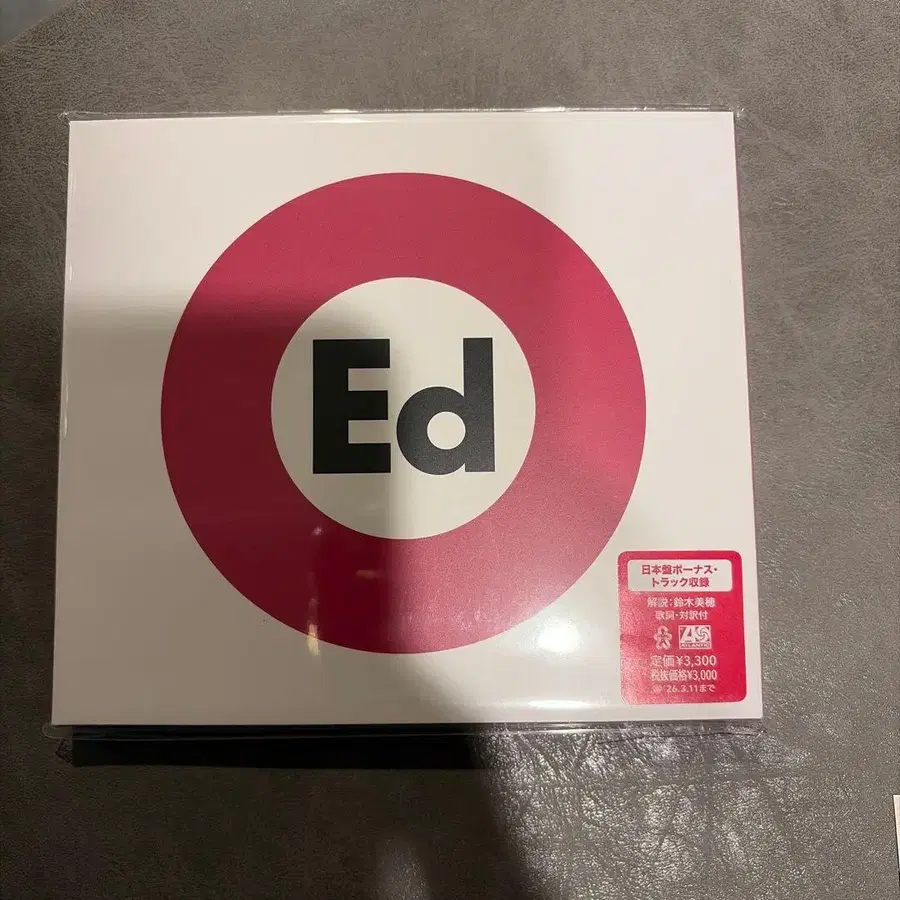 Ed
日本盤ボーナス・
トラック収録
解説:鈴木美穂
歌詞・対訳付
ATLANTIC
定価¥3,300
税抜価格¥3,000
'26.3.11まで